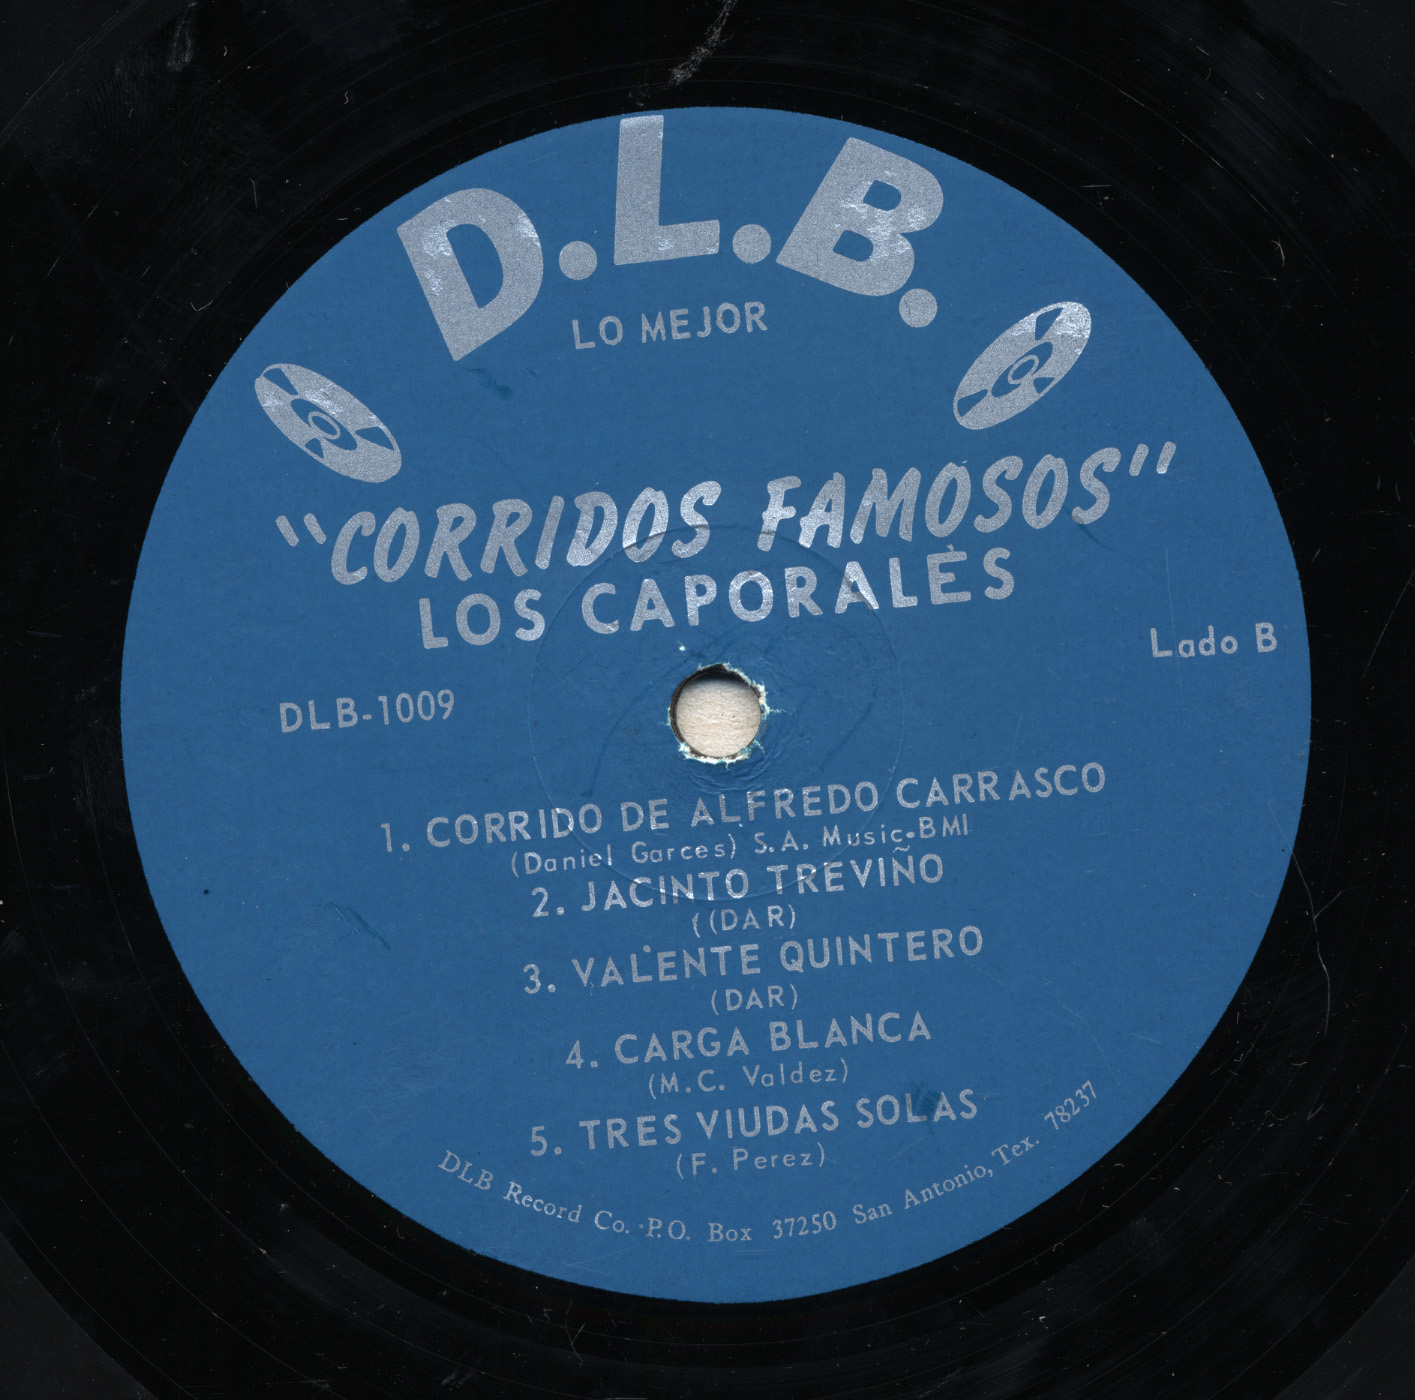 D.L.B.
LO MEJOR
"CORRIDOS FAMOSOS"
LOS CAPORALES
Lado B
DLB-1009
1. CORRIDO DE ALFREDO CARRASCO
(Daniel Garces) S.A. Music-BMI
2. JACINTO TREVIÑO
((DAR)
3. VALENTE QUINTERO
(DAR)
4. CARGA BLANCA
(M.C. Valdez)
5. TRES VIUDAS SOLAS
(F. Perez)
DLB Record Co. P.O. Box 37250 San Antonio, Tex. 78237